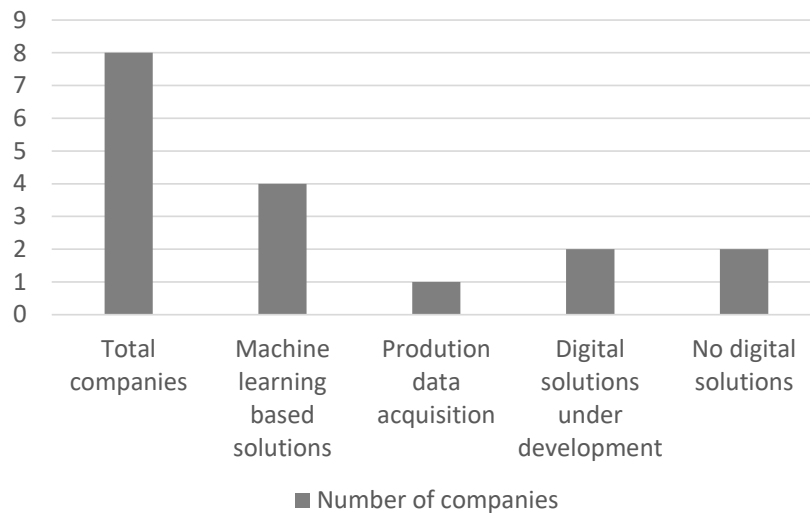 9
8
7
6
5
4
3
2
1
0
Total
companies
Machine
learning
based
solutions
Prodution
data
acquisition
Digital
solutions
under
development
No digital
solutions
Number of companies